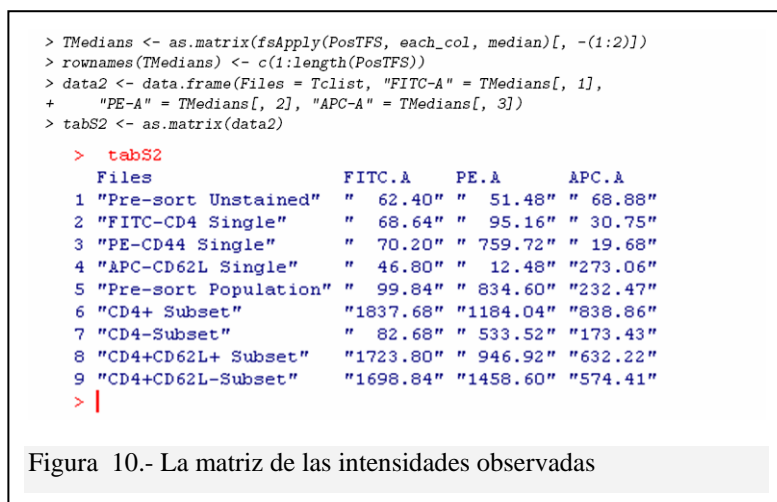 > TMedians <- as.matrix(fsApply(PosTFS, each_col, median)[, -(1:2)])
> rownames(TMedians) <- c(1:length(PosTFS))
> data2 <- data.frame(Files = Tclist, "FITC-A" = TMedians[, 1],
+     "PE-A" = TMedians[, 2], "APC-A" = TMedians[, 3])
> tabS2 <- as.matrix(data2)
>  tabS2
  Files                 FITC.A    PE.A      APC.A
1 "Pre-sort Unstained"  "  62.40" "  51.48" " 68.88"
2 "FITC-CD4 Single"     "  68.64" "  95.16" " 30.75"
3 "PE-CD44 Single"      "  70.20" " 759.72" " 19.68"
4 "APC-CD62L Single"    "  46.80" "  12.48" "273.06"
5 "Pre-sort Population" "  99.84" " 834.60" "232.47"
6 "CD4+ Subset"         "1837.68" "1184.04" "838.86"
7 "CD4-Subset"          "  82.68" " 533.52" "173.43"
8 "CD4+CD62L+ Subset"   "1723.80" " 946.92" "632.22"
9 "CD4+CD62L-Subset"    "1698.84" "1458.60" "574.41"
> |
Figura 10.- La matriz de las intensidades observadas